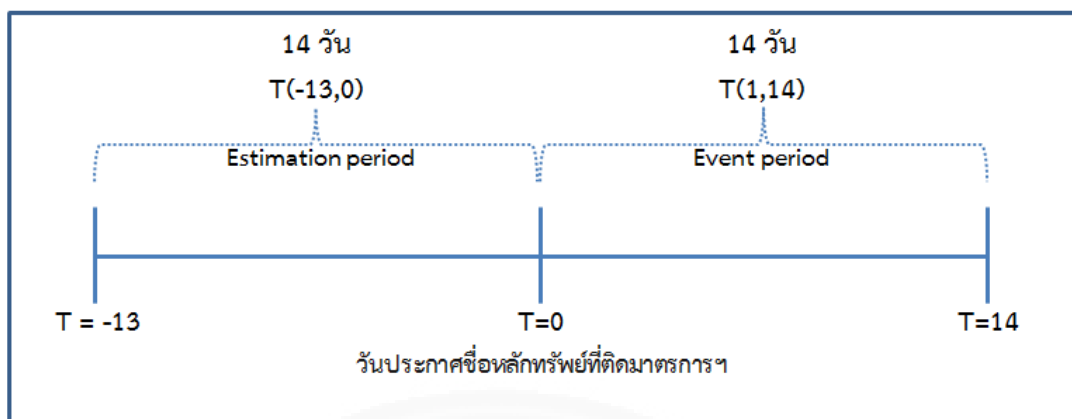 14 วัน 14 วัน
T(-13,0) T(1,14)
Estimation period Event period
T = -13 T=0 T=14
วันประกาศชื่อหลักทรัพย์ที่ติดมาตรการฯ